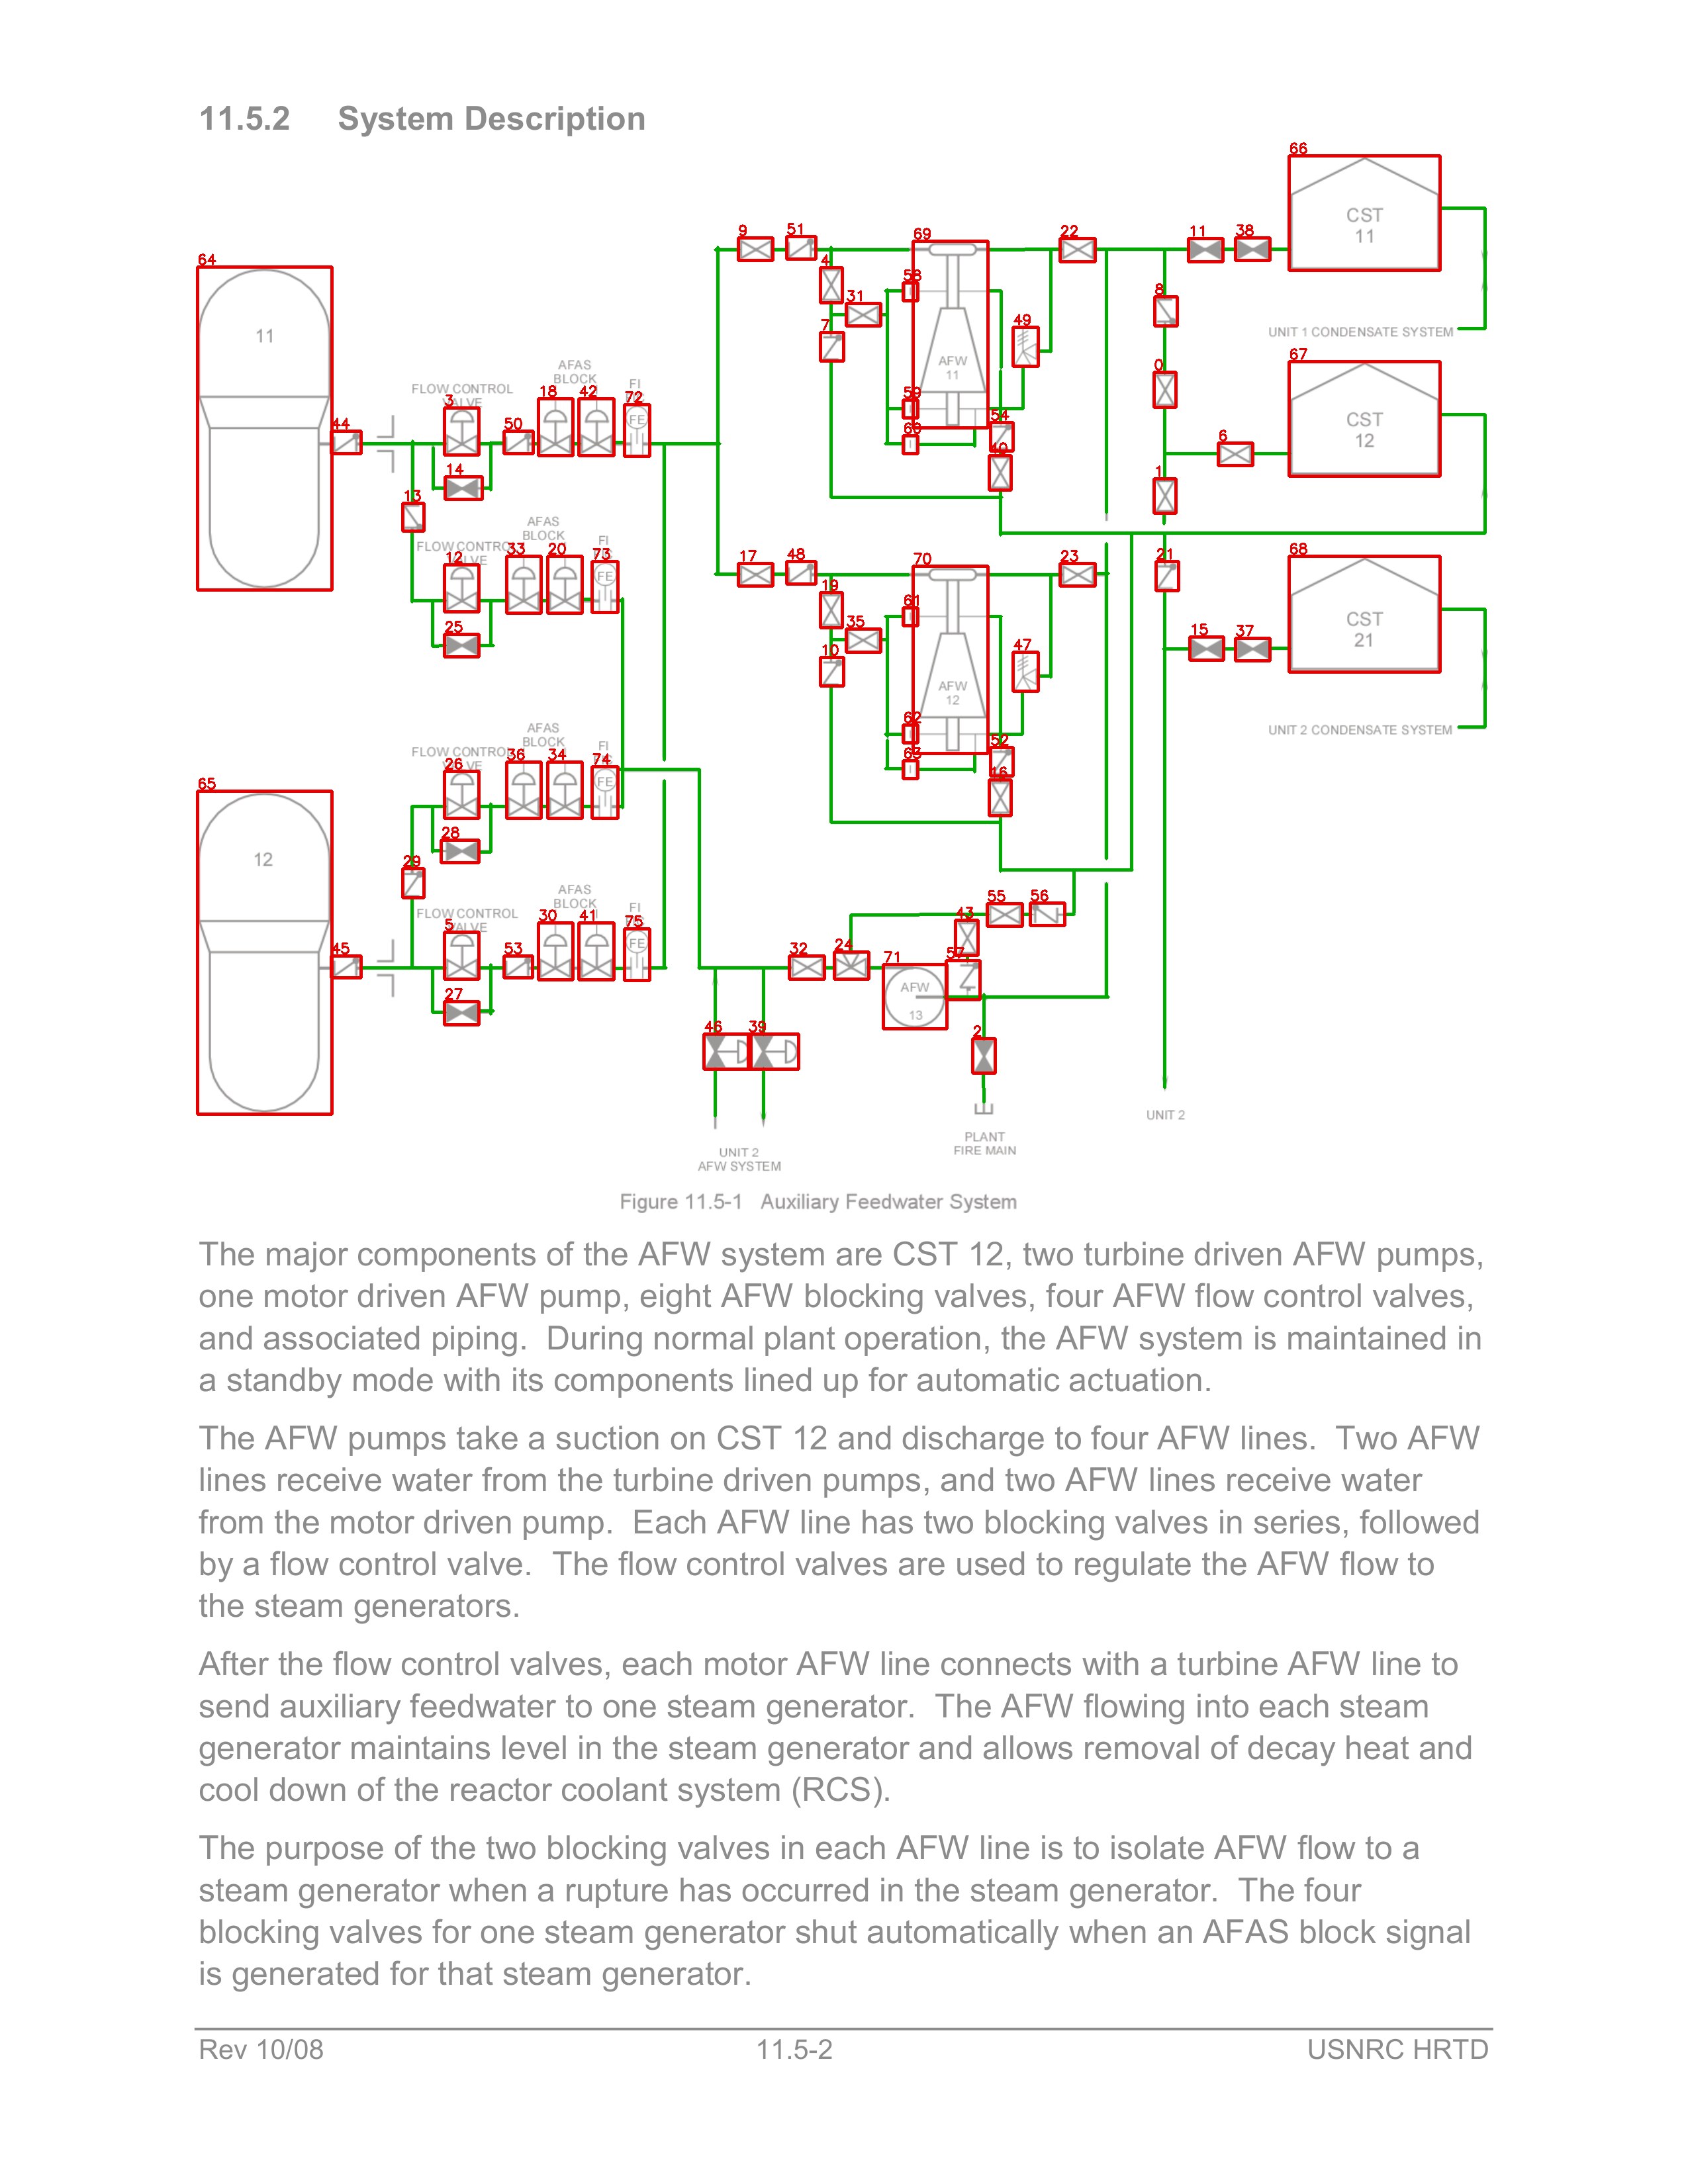 11.5.2 System Description
66
CST
11
9
51
69
22
11
38
64
11
4
58
31
8
49
7
UNIT 1 CONDENSATE SYSTEM
AFW
11
67
0
AFAS
BLOCK
FI
FLOW CONTROL
VALVE
3
18
42
72
FE
59
54
44
50
60
40
CST
12
6
14
1
13
AFAS
BLOCK
FLOW CONTROL
12
33
20
FI
73
FE
17
48
70
23
21
68
19
61
25
35
10
47
15
37
CST
21
AFW
12
AFAS
BLOCK
FLOW CONTROL
26
36
34
FI
74
FE
62
52
63
16
UNIT 2 CONDENSATE SYSTEM
65
12
28
29
AFAS
BLOCK
FLOW CONTROL
VALVE
5
30
41
FI
75
FE
55
56
43
45
53
32
24
71
57
AFW
13
27
46
39
2
UNIT 2
PLANT
FIRE MAIN
UNIT 2
AFW SYSTEM
Figure 11.5-1 Auxiliary Feedwater System
The major components of the AFW system are CST 12, two turbine driven AFW pumps,
one motor driven AFW pump, eight AFW blocking valves, four AFW flow control valves,
and associated piping. During normal plant operation, the AFW system is maintained in
a standby mode with its components lined up for automatic actuation.
The AFW pumps take a suction on CST 12 and discharge to four AFW lines. Two AFW
lines receive water from the turbine driven pumps, and two AFW lines receive water
from the motor driven pump. Each AFW line has two blocking valves in series, followed
by a flow control valve. The flow control valves are used to regulate the AFW flow to
the steam generators.
After the flow control valves, each motor AFW line connects with a turbine AFW line to
send auxiliary feedwater to one steam generator. The AFW flowing into each steam
generator maintains level in the steam generator and allows removal of decay heat and
cool down of the reactor coolant system (RCS).
The purpose of the two blocking valves in each AFW line is to isolate AFW flow to a
steam generator when a rupture has occurred in the steam generator. The four
blocking valves for one steam generator shut automatically when an AFAS block signal
is generated for that steam generator.
Rev 10/08
11.5-2
USNRC HRTD